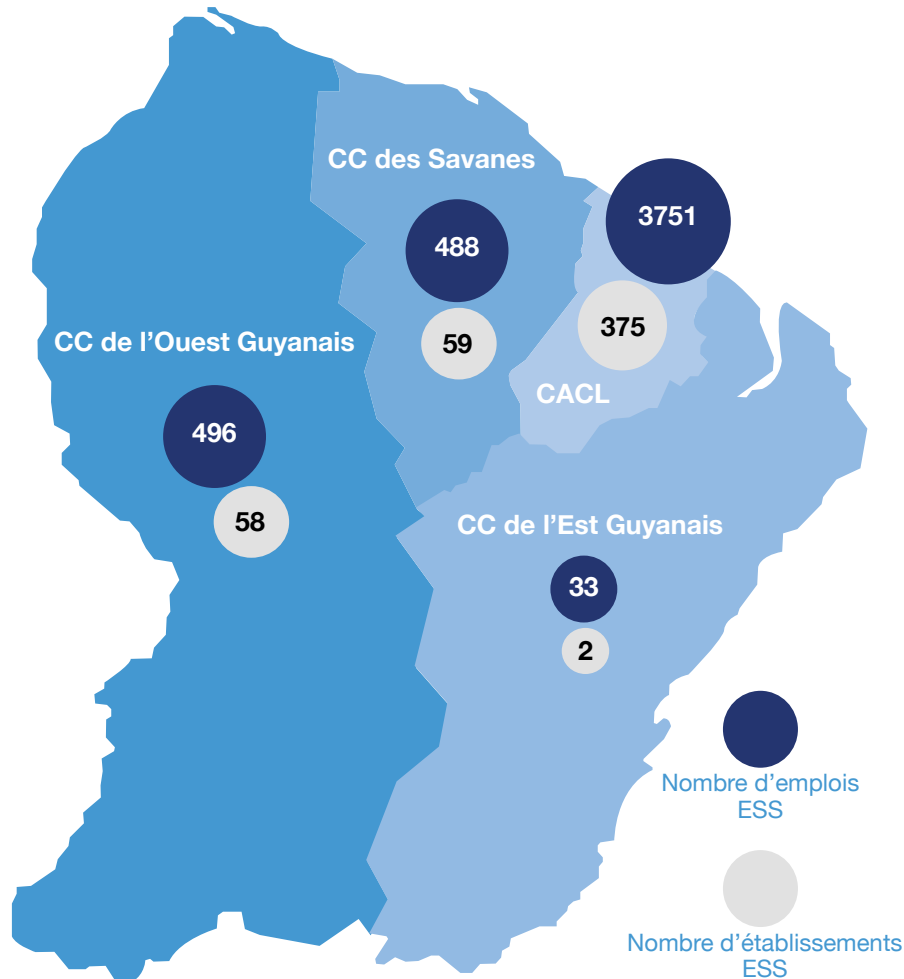 CC des Savanes
3751
488
375
59
CC de l'Ouest Guyanais
CACL
496
58
CC de l'Est Guyanais
33
2
Nombre d'emplois
ESS
Nombre d'établissements
ESS